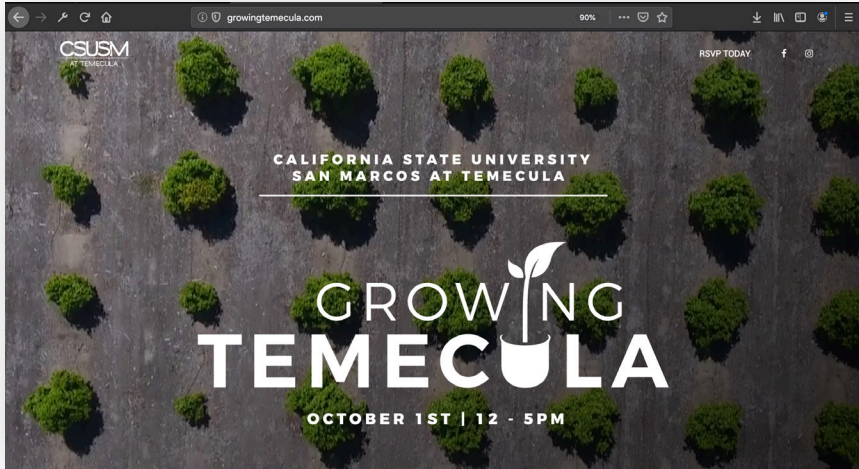 growingtemecula.com
90%
CSUSM
AT TEMECULA
RSVP TODAY
CALIFORNIA STATE UNIVERSITY
SAN MARCOS AT TEMECULA
GROWING
TEMECULA
OCTOBER 1ST | 12 - 5PM